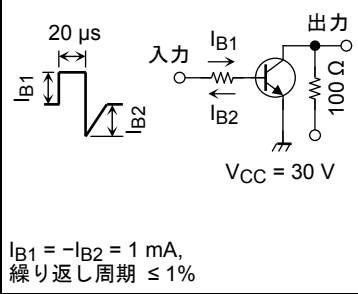 20 μs
IB1
IB2
入力
IB1
IB2
出力
100 Ω
VCC = 30 V
IB1 = −IB2 = 1 mA,
繰り返し周期 ≤ 1%